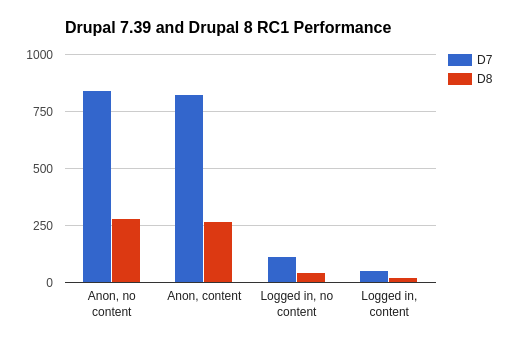 Drupal 7.39 and Drupal 8 RC1 Performance
1000
750
500
250
0
D7
D8
Anon, no
content
Anon, content
Logged in, no
content
Logged in,
content